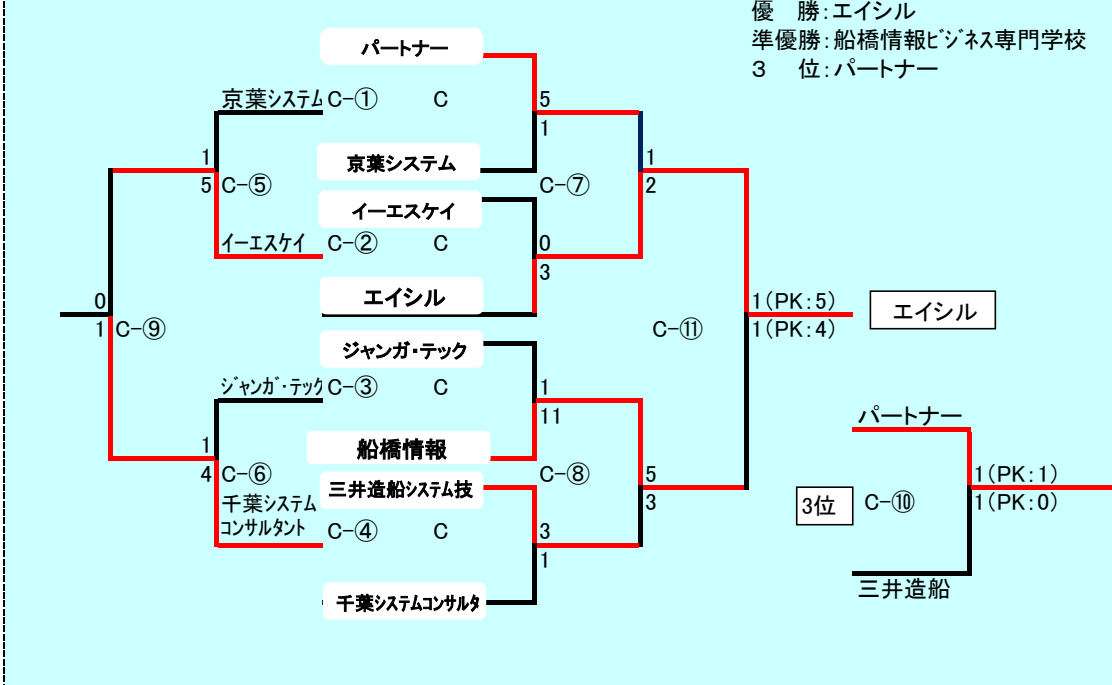 優　勝：エイシル
準優勝：船橋情報ビジネス専門学校
３　位：パートナー
パートナー
京葉システム C-① C 5
1
京葉システム
1 C-⑦ 1
5 C-⑤ 2
イーエスケイ
イーエスケイ C-② C 0
3
エイシル
0 1(PK：5) エイシル
1 C-⑨ C-⑪ 1(PK：4)
ジャンガ・テック
ジャンガ・テック C-③ C 1
11
パートナー
船橋情報
1 C-⑧ 5 1(PK：1)
4 C-⑥ 3 1(PK：0)
三井造船システム技
3位 C-⑩
千葉システム
コンサルタント C-④ C 3
1
三井造船
千葉システムコンサルタ